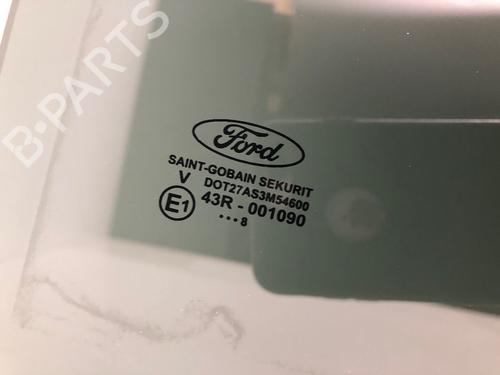 B-PARTS
Ford
SAINT-GOBAIN SEKURIT
V DOT27AS3M54600
E1 43R - 001090
...8